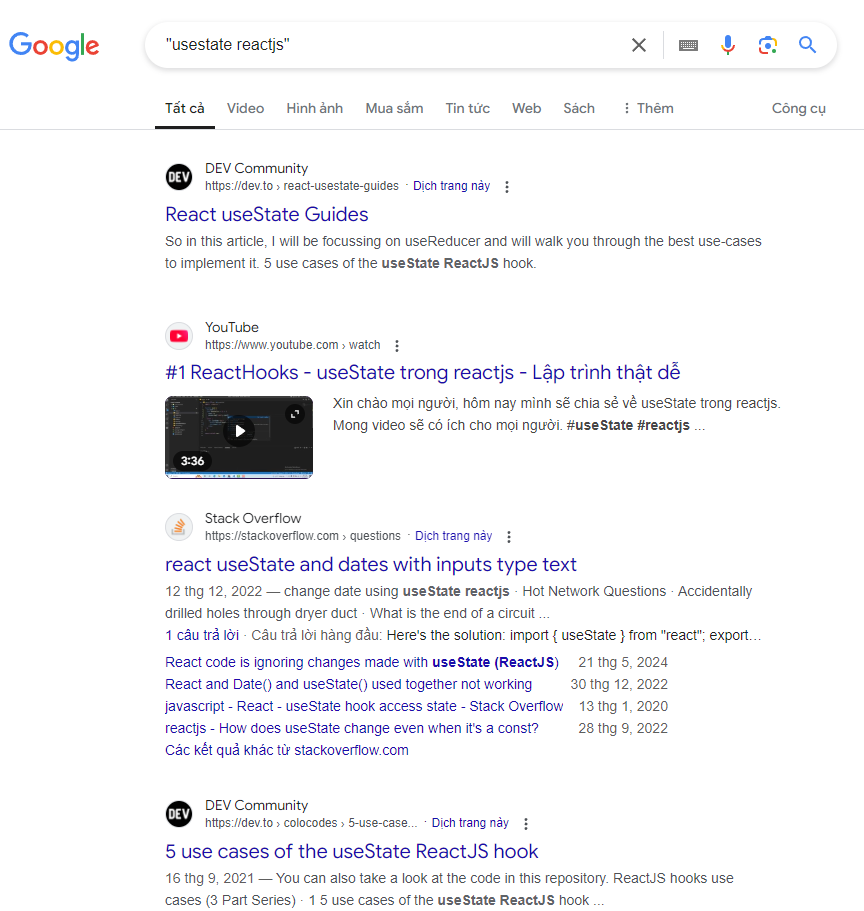 Google
"usestate reactjs"
Tất cả Video Hình ảnh Mua sắm Tin tức Web Sách Thêm Công cụ
DEV
DEV Community
https://dev.to › react-usestate-guides · Dịch trang này
React useState Guides
So in this article, I will be focussing on useReducer and will walk you through the best use-cases
to implement it. 5 use cases of the useState ReactJS hook.
YouTube
https://www.youtube.com › watch
#1 ReactHooks - useState trong reactjs - Lập trình thật dễ
Xin chào mọi người, hôm nay mình sẽ chia sẻ về useState trong reactjs.
Mong video sẽ có ích cho mọi người. #useState #reactjs ...
3:36
Stack Overflow
https://stackoverflow.com › questions · Dịch trang này
react useState and dates with inputs type text
12 thg 12, 2022 — change date using useState reactjs · Hot Network Questions · Accidentally
drilled holes through dryer duct · What is the end of a circuit ...
1 câu trả lời · Câu trả lời hàng đầu: Here's the solution: import { useState } from "react"; export...
React code is ignoring changes made with useState (ReactJS) 21 thg 5, 2024
React and Date() and useState() used together not working 30 thg 12, 2022
javascript - React - useState hook access state - Stack Overflow 13 thg 1, 2020
reactjs - How does useState change even when it's a const? 28 thg 9, 2022
Các kết quả khác từ stackoverflow.com
DEV
DEV Community
https://dev.to › colocodes › 5-use-case... · Dịch trang này
5 use cases of the useState ReactJS hook
16 thg 9, 2021 — You can also take a look at the code in this repository. ReactJS hooks use
cases (3 Part Series) · 1 5 use cases of the useState ReactJS hook ...